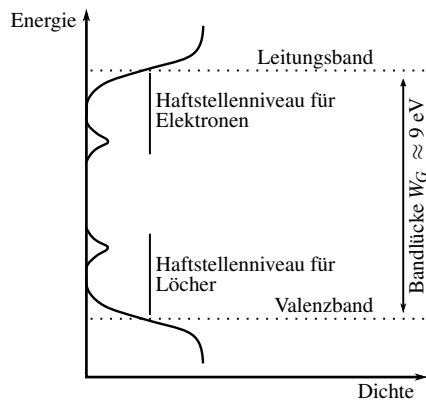 Energie
Leitungsband
Haftstellenniveau für
Elektronen
Bandlücke W_G ≈ 9 eV
Haftstellenniveau für
Löcher
Valenzband
Dichte